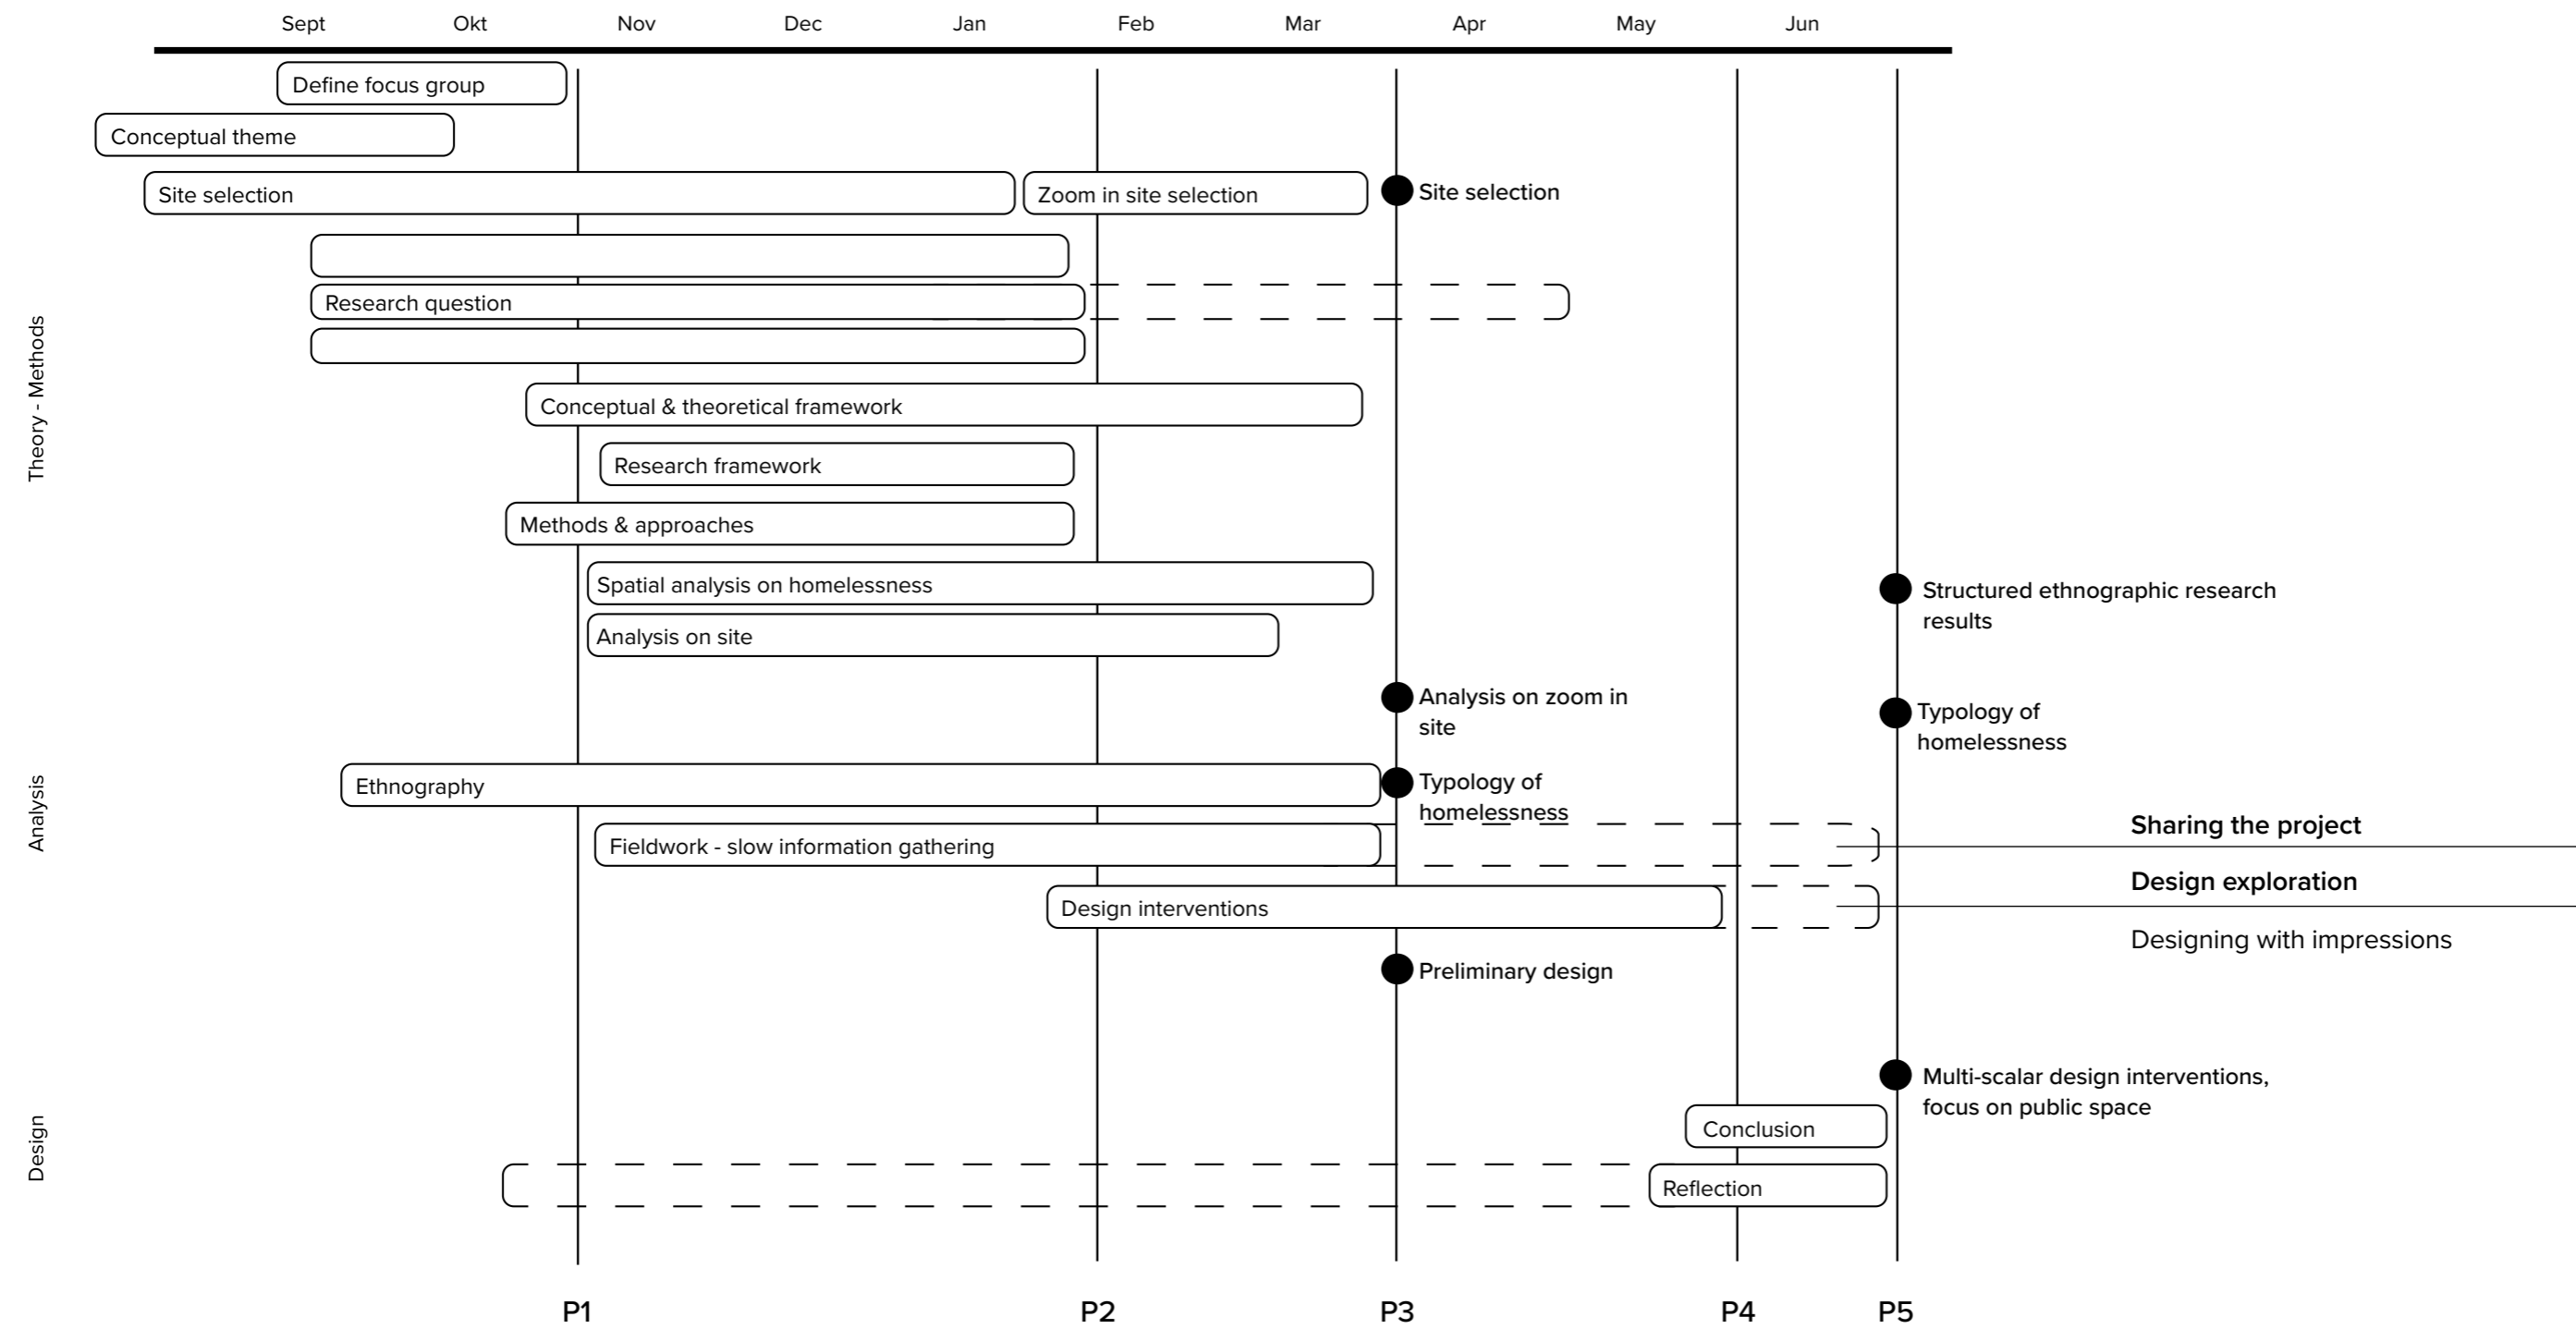 Sept Okt Nov Dec Jan Feb Mar Apr May Jun
Define focus group
Conceptual theme
Site selection
Zoom in site selection
Site selection
Research question
Theory - Methods
Conceptual & theoretical framework
Research framework
Methods & approaches
Spatial analysis on homelessness
Structured ethnographic research
results
Analysis on site
Analysis on zoom in
site
Typology of
homelessness
Analysis
Ethnography
Typology of
homelessness
Fieldwork - slow information gathering
Sharing the project
Design exploration
Design interventions
Designing with impressions
Preliminary design
Multi-scalar design interventions,
focus on public space
Design
Conclusion
Reflection
P1 P2 P3 P4 P5